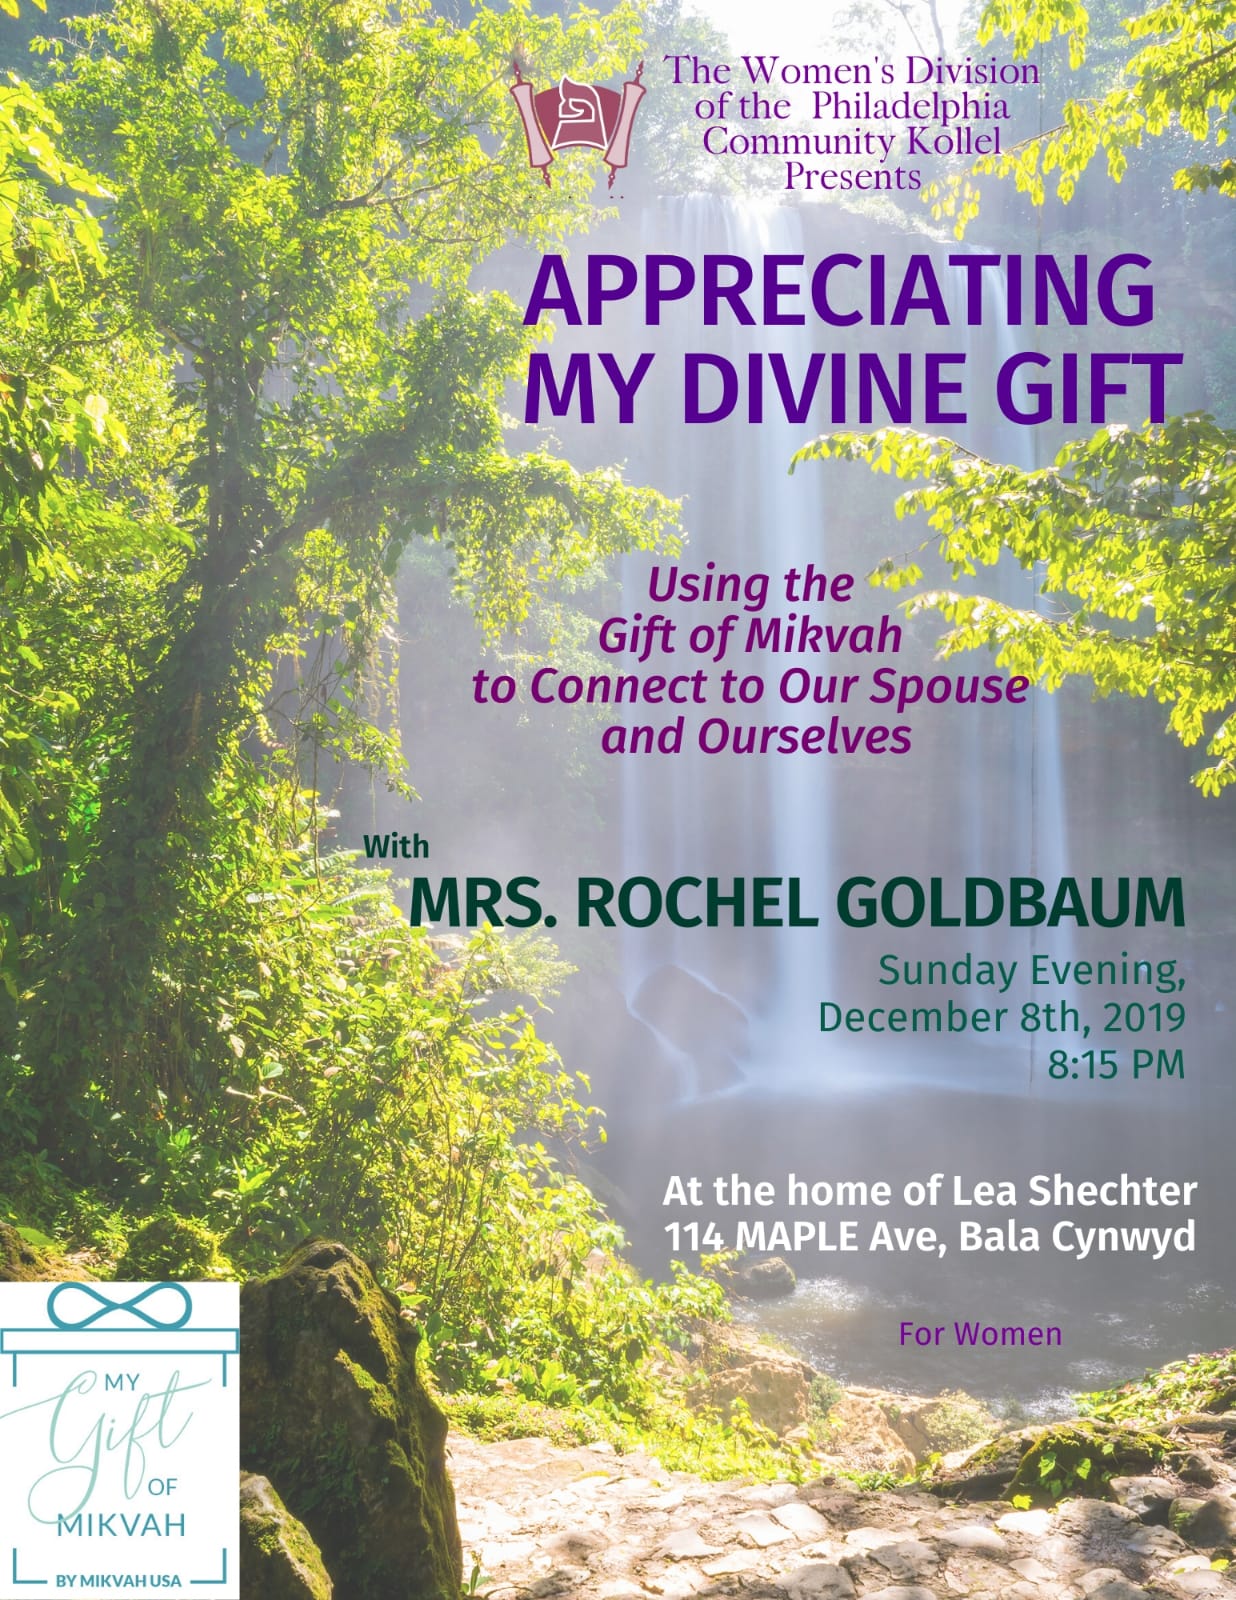 The Women's Division
of the Philadelphia
Community Kollel
Presents
פ
APPRECIATING
MY DIVINE GIFT
Using the
Gift of Mikvah
to Connect to Our Spouse
and Ourselves
With
MRS. ROCHEL GOLDBAUM
Sunday Evening,
December 8th, 2019
8:15 PM
At the home of Lea Shechter
114 MAPLE Ave, Bala Cynwyd
For Women
MY
Gift
OF
MIKVAH
BY MIKVAH USA